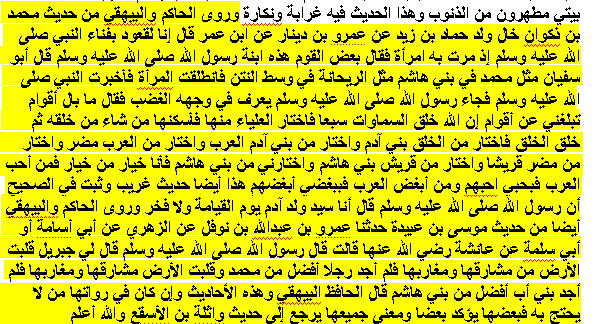 بيتي مطهرون من الذنوب وهذا الحديث فيه غرابة ونكارة وروى الحاكم والبيهقي من حديث محمد
بن ذكوان خال ولد حماد بن زيد عن عمرو بن دينار عن ابن عمر قال إنا لقعود بفناء النبي صلى
الله عليه وسلم إذ مرت به امرأة فقال بعض القوم هذه ابنة رسول الله صلى الله عليه وسلم قال أبو
سفيان مثل محمد في بني هاشم مثل الريحانة في وسط النتن فانطلقت المرأة فأخبرت النبي صلى
الله عليه وسلم فجاء رسول الله صلى الله عليه وسلم يعرف في وجهه الغضب فقال ما بال أقوام
تبلغني عن أقوام إن الله خلق السماوات سبعا فاختار العلياء منها فأسكنها من شاء من خلقه ثم
خلق الخلق فاختار من الخلق بني آدم واختار من بني آدم العرب واختار من العرب مضر واختار
من مضر قريشا واختار من قريش بني هاشم واختارني من بني هاشم فأنا خيار من خيار فمن أحب
العرب فبحبي احبهم ومن أبغض العرب فببغضي أبغضهم هذا أيضا حديث غريب وثبت في الصحيح
أن رسول الله صلى الله عليه وسلم قال أنا سيد ولد آدم يوم القيامة ولا فخر وروى الحاكم والبيهقي
أيضا من حديث موسى بن عبيدة حدثنا عمرو بن عبدالله بن نوفل عن الزهري عن أبي أسامة أو
أبي سلمة عن عائشة رضي الله عنها قالت قال رسول الله صلى الله عليه وسلم قال لي جبريل قلبت
الأرض من مشارقها ومغاربها فلم أجد رجلا أفضل من محمد وقلبت الأرض مشارقها ومغاربها فلم
أجد بني أب أفضل من بني هاشم قال الحافظ البيهقي وهذه الأحاديث وإن كان في رواتها من لا
يحتج به فبعضها يؤكد بعضا ومعنى جميعها يرجع إلى حديث واثلة بن الأسقع والله أعلم